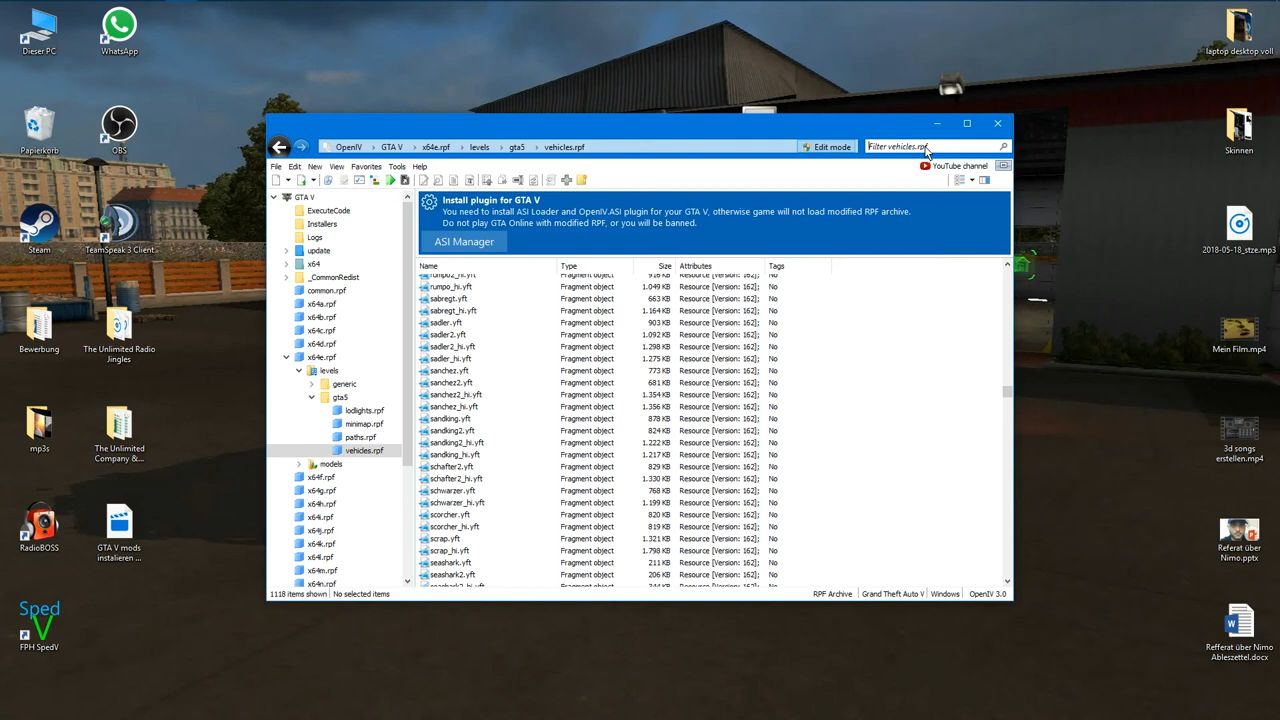 Dieser PC
WhatsApp
laptop desktop voll
Papierkorb
OBS
Skinnen
Steam
TeamSpeak 3 Client
2018-05-18_stze.mp3
Bewerbung
The Unlimited Radio
Jingles
Mein Film.mp4
mp3s
The Unlimited
Company &...
3d songs
erstellen.mp4
RadioBOSS
GTA V mods
instalieren ...
Referat über
Nimo.pptx
Sped
V
FPH SpedV
Refferat über Nimo
Ableszettel.docx
OpenIV
GTA V
x64e.rpf
levels
gta5
vehicles.rpf
Edit mode
Filter vehicles.rpf
File Edit New View Favorites Tools Help
YouTube channel
GTA V
ExecuteCode
Installers
Logs
update
x64
_CommonRedist
common.rpf
x64a.rpf
x64b.rpf
x64c.rpf
x64d.rpf
x64e.rpf
levels
generic
gta5
lodlights.rpf
minimap.rpf
paths.rpf
vehicles.rpf
models
x64f.rpf
x64g.rpf
x64h.rpf
x64i.rpf
x64j.rpf
x64k.rpf
x64l.rpf
x64m.rpf
x64n.rpf
Install plugin for GTA V
You need to install ASI Loader and OpenIV.ASI plugin for your GTA V, otherwise game will not load modified RPF archive.
Do not play GTA Online with modified RPF, or you will be banned.
ASI Manager
Name Type Size Attributes Tags
rumpo2_hi.yft Fragment object 916 KB Resource [Version: 162]; No
rumpo_hi.yft Fragment object 1.049 KB Resource [Version: 162]; No
sabregt.yft Fragment object 663 KB Resource [Version: 162]; No
sabregt_hi.yft Fragment object 1.164 KB Resource [Version: 162]; No
sadler.yft Fragment object 903 KB Resource [Version: 162]; No
sadler2.yft Fragment object 1.092 KB Resource [Version: 162]; No
sadler2_hi.yft Fragment object 1.298 KB Resource [Version: 162]; No
sadler_hi.yft Fragment object 1.275 KB Resource [Version: 162]; No
sanchez.yft Fragment object 773 KB Resource [Version: 162]; No
sanchez2.yft Fragment object 681 KB Resource [Version: 162]; No
sanchez2_hi.yft Fragment object 1.354 KB Resource [Version: 162]; No
sanchez_hi.yft Fragment object 1.356 KB Resource [Version: 162]; No
sandking.yft Fragment object 878 KB Resource [Version: 162]; No
sandking2.yft Fragment object 824 KB Resource [Version: 162]; No
sandking2_hi.yft Fragment object 1.222 KB Resource [Version: 162]; No
sandking_hi.yft Fragment object 1.217 KB Resource [Version: 162]; No
schafter2.yft Fragment object 829 KB Resource [Version: 162]; No
schafter2_hi.yft Fragment object 1.330 KB Resource [Version: 162]; No
schwarzer.yft Fragment object 768 KB Resource [Version: 162]; No
schwarzer_hi.yft Fragment object 1.199 KB Resource [Version: 162]; No
scorcher.yft Fragment object 820 KB Resource [Version: 162]; No
scorcher_hi.yft Fragment object 819 KB Resource [Version: 162]; No
scrap.yft Fragment object 1.321 KB Resource [Version: 162]; No
scrap_hi.yft Fragment object 1.798 KB Resource [Version: 162]; No
seashark.yft Fragment object 211 KB Resource [Version: 162]; No
seashark2.yft Fragment object 206 KB Resource [Version: 162]; No
seashark2_hi.yft Fragment object 344 KB Resource [Version: 162]; No
1118 items shown No selected items
RPF Archive Grand Theft Auto V Windows OpenIV 3.0